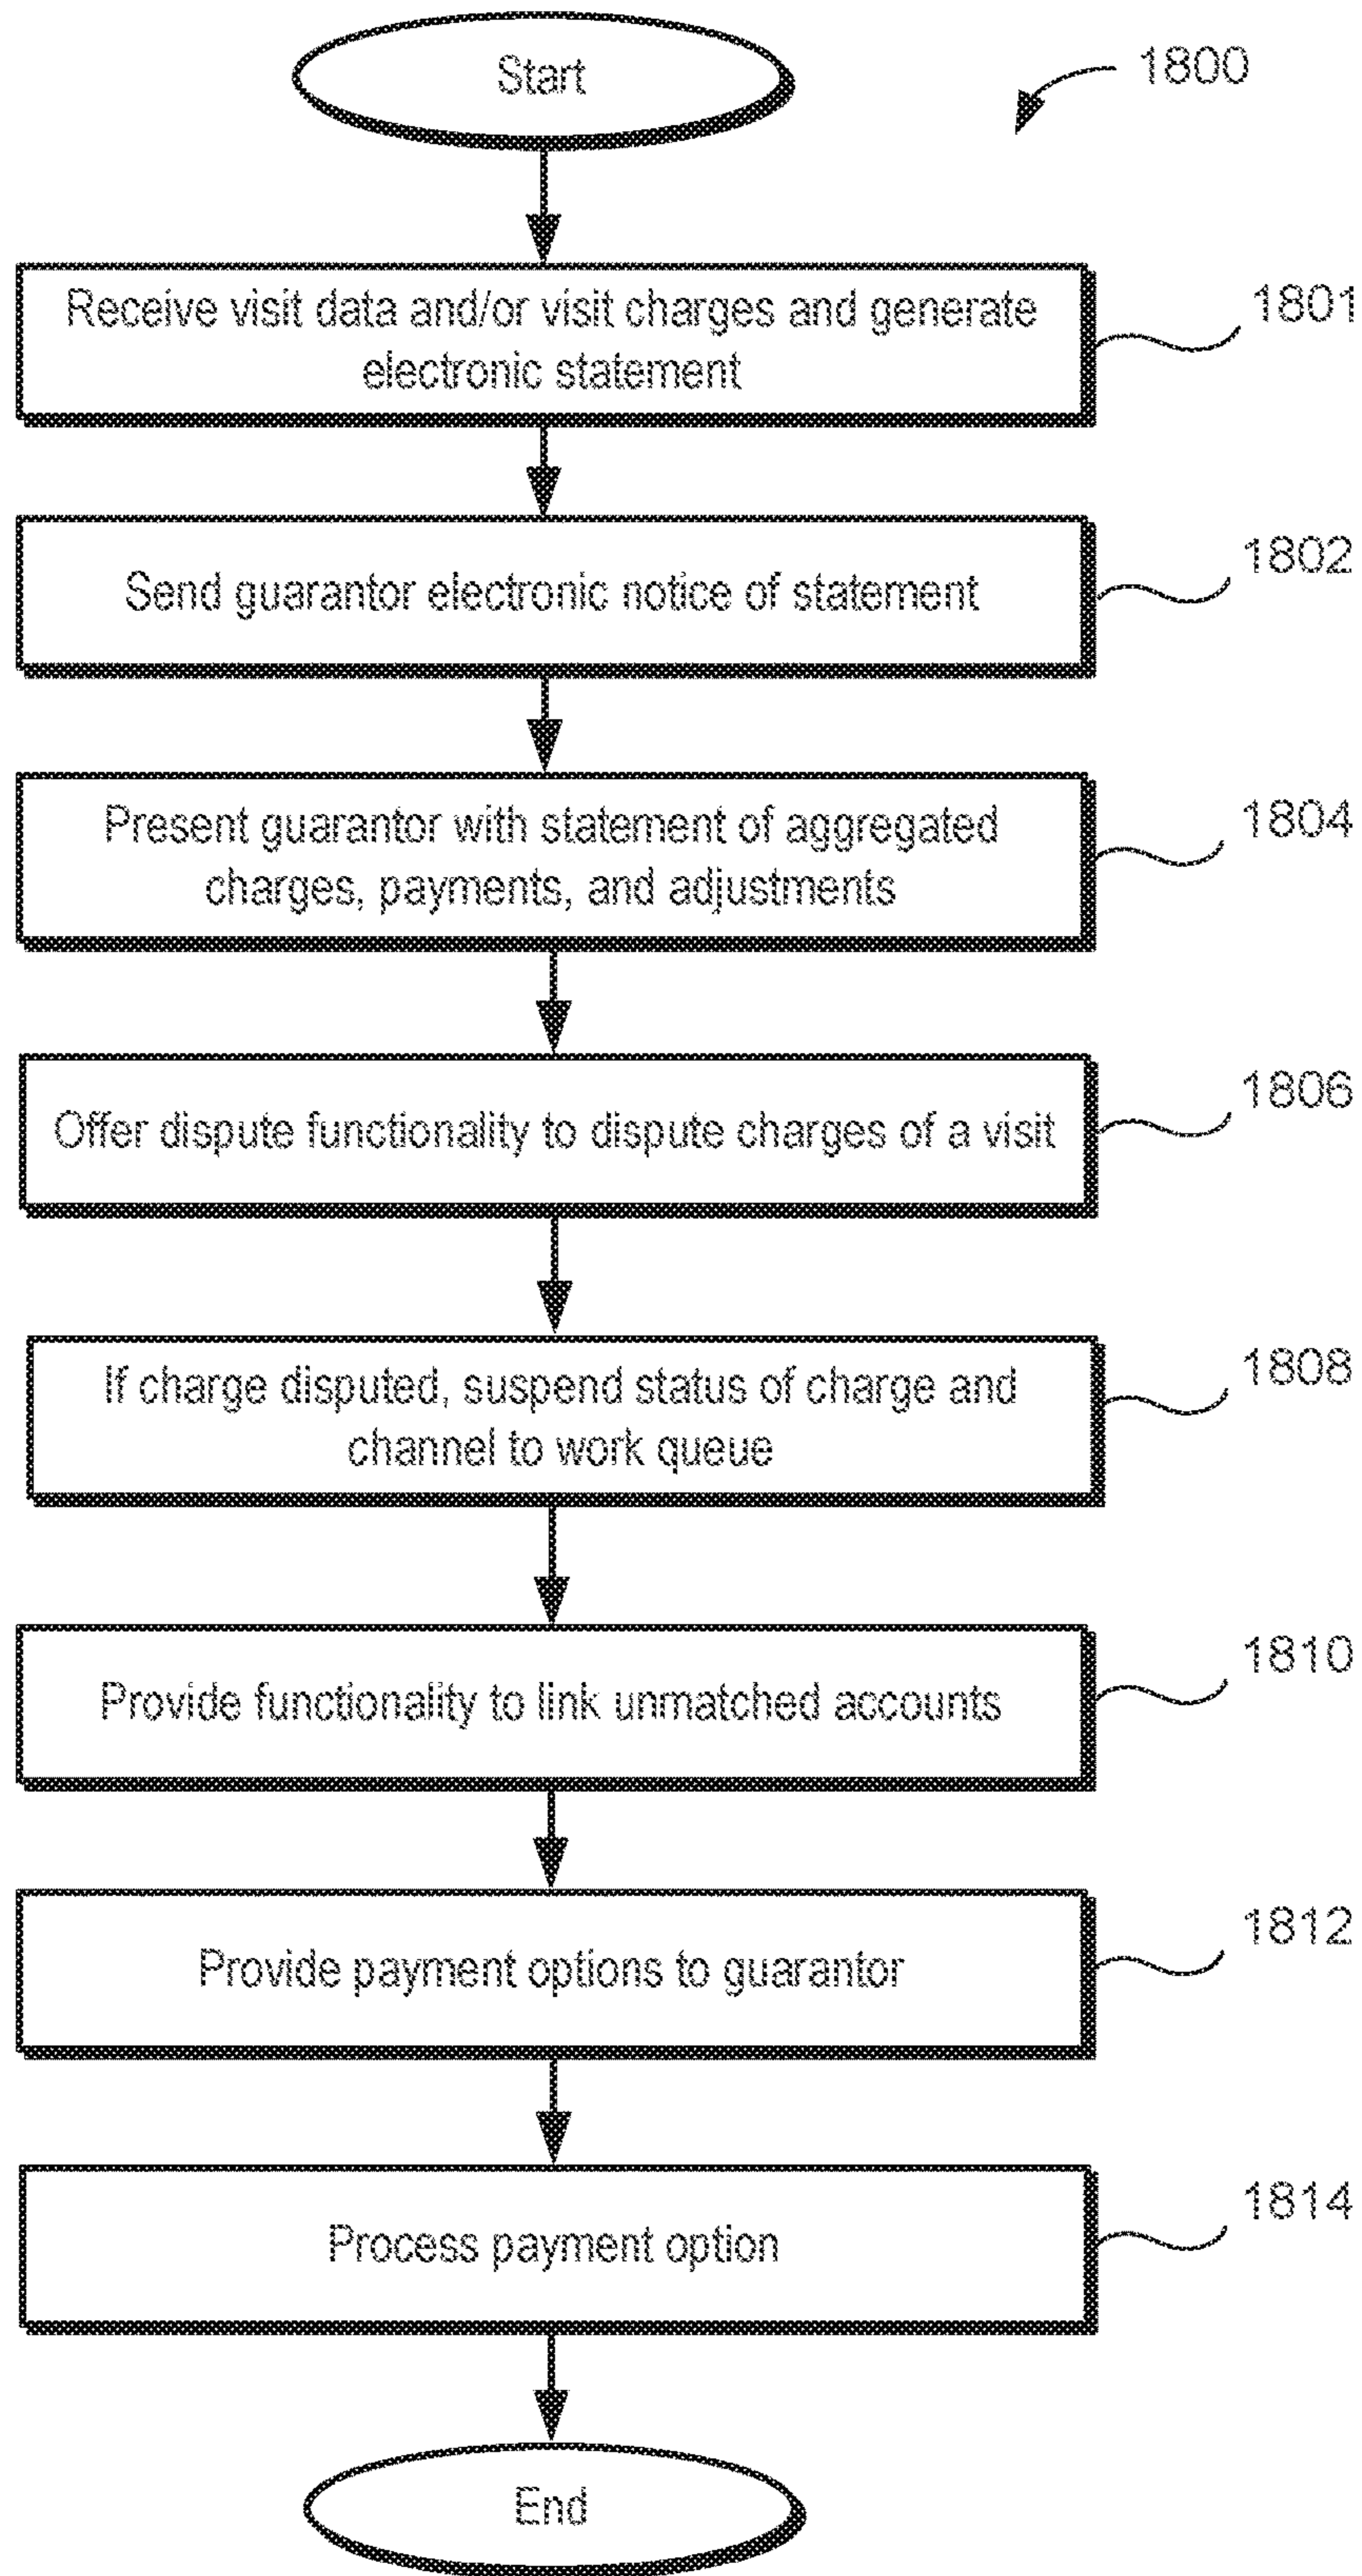 Start
1800
Receive visit data and/or visit charges and generate
electronic statement
1801
Send guarantor electronic notice of statement
1802
Present guarantor with statement of aggregated
charges, payments, and adjustments
1804
Offer dispute functionality to dispute charges of a visit
1806
If charge disputed, suspend status of charge and
channel to work queue
1808
Provide functionality to link unmatched accounts
1810
Provide payment options to guarantor
1812
Process payment option
1814
End